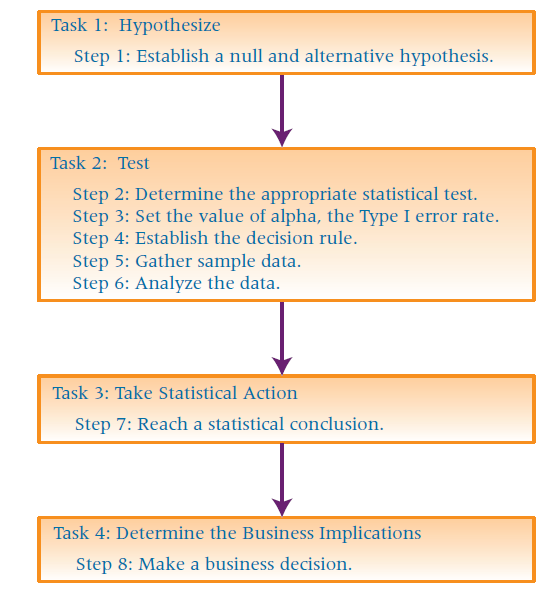 Task 1: Hypothesize
Step 1: Establish a null and alternative hypothesis.
Task 2: Test
Step 2: Determine the appropriate statistical test.
Step 3: Set the value of alpha, the Type I error rate.
Step 4: Establish the decision rule.
Step 5: Gather sample data.
Step 6: Analyze the data.
Task 3: Take Statistical Action
Step 7: Reach a statistical conclusion.
Task 4: Determine the Business Implications
Step 8: Make a business decision.